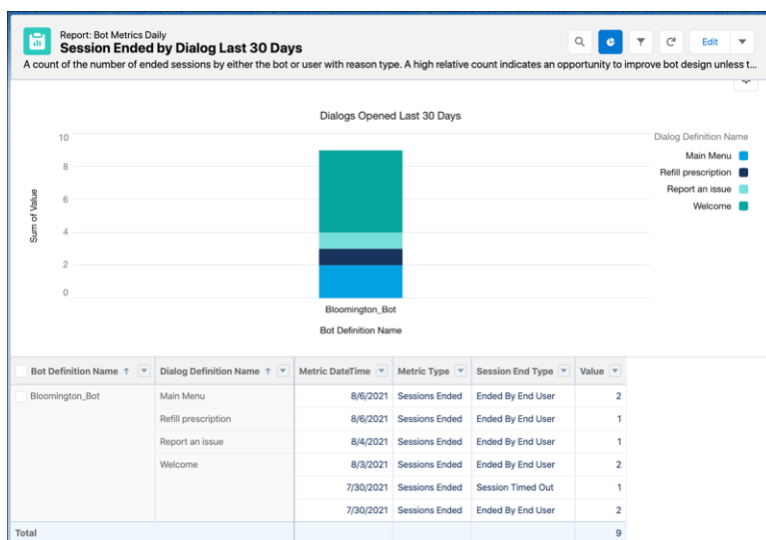 Report: Bot Metrics Daily
Session Ended by Dialog Last 30 Days
Edit
A count of the number of ended sessions by either the bot or user with reason type. A high relative count indicates an opportunity to improve bot design unless t...
Dialogs Opened Last 30 Days
Dialog Definition Name
Main Menu
Refill prescription
Report an issue
Welcome
10
8
6
4
2
0
Sum of Value
Bloomington_Bot
Bot Definition Name
Bot Definition Name ↑ Dialog Definition Name ↑ Metric DateTime Metric Type Session End Type Value
Bloomington_Bot Main Menu 8/6/2021 Sessions Ended Ended By End User 2
Refill prescription 8/6/2021 Sessions Ended Ended By End User 1
Report an issue 8/4/2021 Sessions Ended Ended By End User 1
Welcome 8/3/2021 Sessions Ended Ended By End User 2
7/30/2021 Sessions Ended Session Timed Out 1
7/30/2021 Sessions Ended Ended By End User 2
Total 9